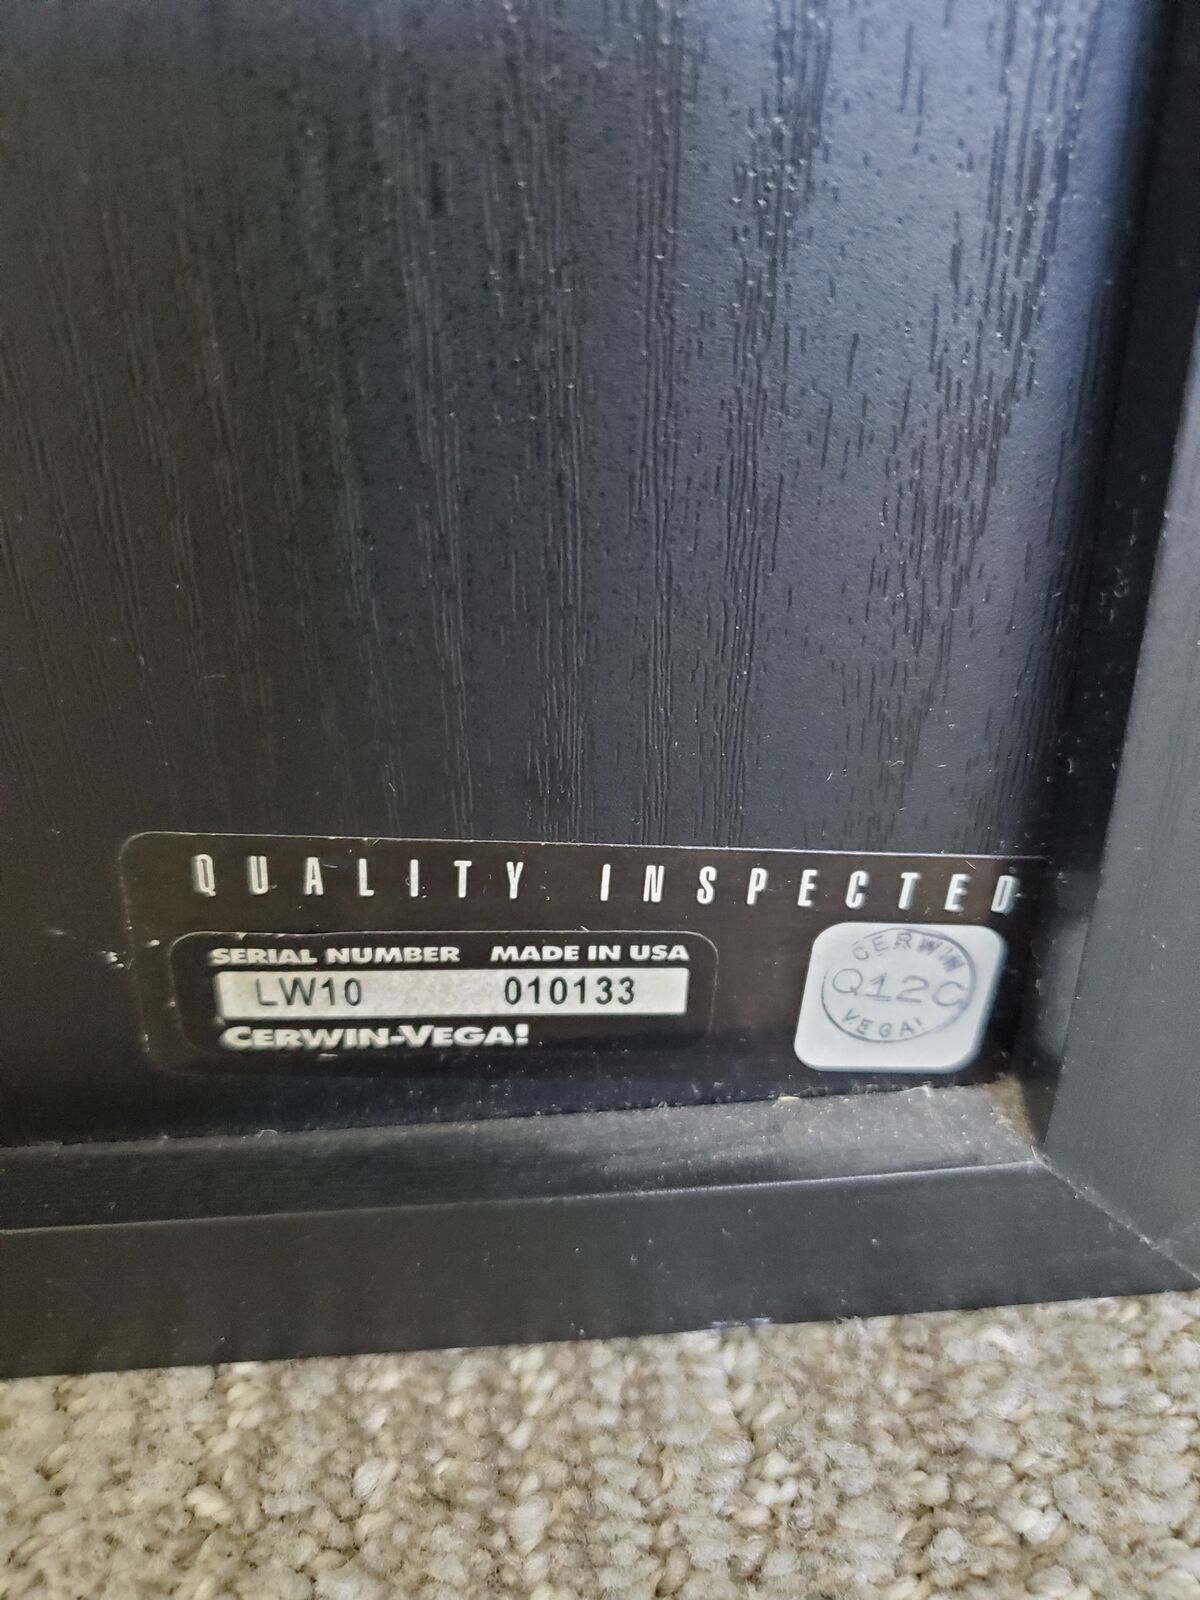 QUALITY INSPECTED
SERIAL NUMBER MADE IN USA
LW10 010133
CERWIN-VEGA!
CERWIN
Q12C
VEGA!